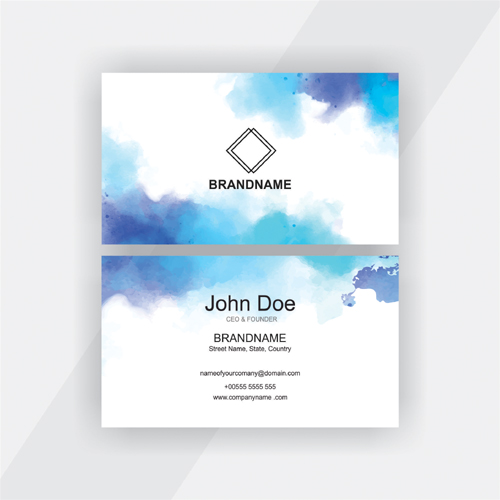 BRANDNAME
John Doe
CEO & FOUNDER
BRANDNAME
Street Name, State, Country
nameofyourcomany@domain.com
+00555 5555 555
www.companyname .com